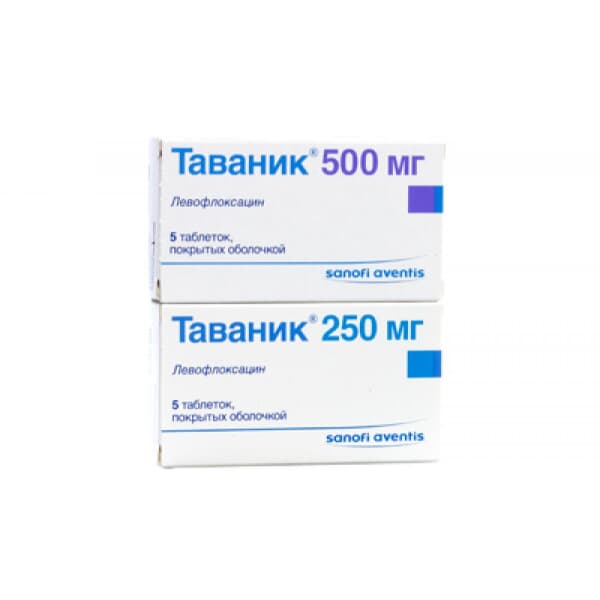 Таваник® 500 мг
Левофлоксацин
5 таблеток,
покрытых оболочкой
sanofi aventis
Таваник® 250 мг
Левофлоксацин
5 таблеток,
покрытых оболочкой
sanofi aventis